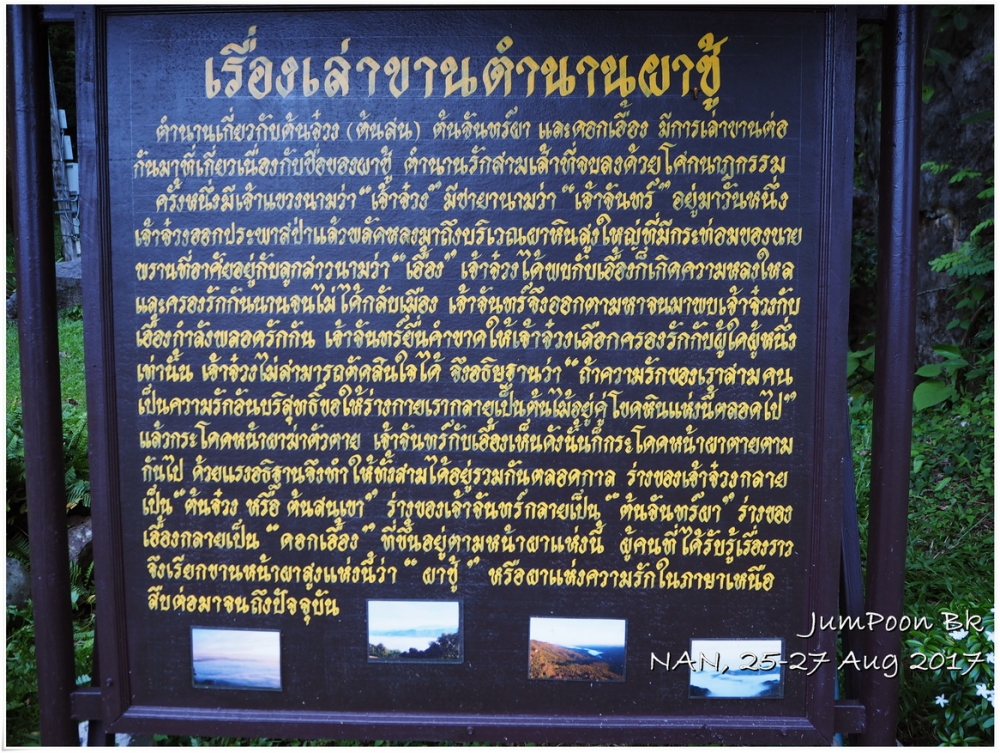 เรื่องเล่าขานตำนานผาชู้
ตำนานเกี่ยวกับต้นจ๋วง (ต้นสน) ต้นจันทร์ผา และดอกเอื้อง มีการเล่าขานต่อ
กันมาที่เกี่ยวเนื่องกับชื่อของผาชู้ ตำนานรักสามเส้าที่จบลงด้วยโศกนาฏกรรม
ครั้งหนึ่งมีเจ้าแขวงนามว่า “เจ้าจ๋วง” มีชายานามว่า “เจ้าจันทร์” อยู่มาวันหนึ่ง
เจ้าจ๋วงออกประพาสป่าแล้วพลัดหลงมาถึงบริเวณผาหินสูงใหญ่ที่มีกระท่อมของนาย
พรานที่อาศัยอยู่กับลูกสาวนามว่า “เอื้อง” เจ้าจ๋วงได้พบกับเอื้องก็เกิดความหลงใหล
และครองรักกันนานจนไม่ได้กลับเมือง เจ้าจันทร์จึงออกตามหาจนมาพบเจ้าจ๋วงกับ
เอื้องกำลังพลอดรักกัน เจ้าจันทร์ยื่นคำขาดให้เจ้าจ๋วงเลือกครองรักกับผู้ใดผู้หนึ่ง
เท่านั้น เจ้าจ๋วงไม่สามารถตัดสินใจได้ จึงอธิษฐานว่า “ถ้าความรักของเราสามคน
เป็นความรักอันบริสุทธิ์ขอให้ร่างกายเรากลายเป็นต้นไม้อยู่คู่โขดหินแห่งนี้ตลอดไป”
แล้วกระโดดหน้าผาฆ่าตัวตาย เจ้าจันทร์กับเอื้องเห็นดังนั้นก็กระโดดหน้าผาตายตาม
กันไป ด้วยแรงอธิฐานจึงทำให้ทั้งสามได้อยู่รวมกันตลอดกาล ร่างของเจ้าจ๋วงกลาย
เป็น “ต้นจ๋วง หรือ ต้นสนเขา” ร่างของเจ้าจันทร์กลายเป็น “ต้นจันทร์ผา” ร่างของ
เอื้องกลายเป็น “ดอกเอื้อง” ที่ขึ้นอยู่ตามหน้าผาแห่งนี้ ผู้คนที่ได้รับรู้เรื่องราว
จึงเรียกขานหน้าผาสูงแห่งนี้ว่า “ ผาชู้ ” หรือผาแห่งความรักในภาษาเหนือ
สืบต่อมาจนถึงปัจจุบัน
JumPoon Bk
NAN, 25-27 Aug 2017